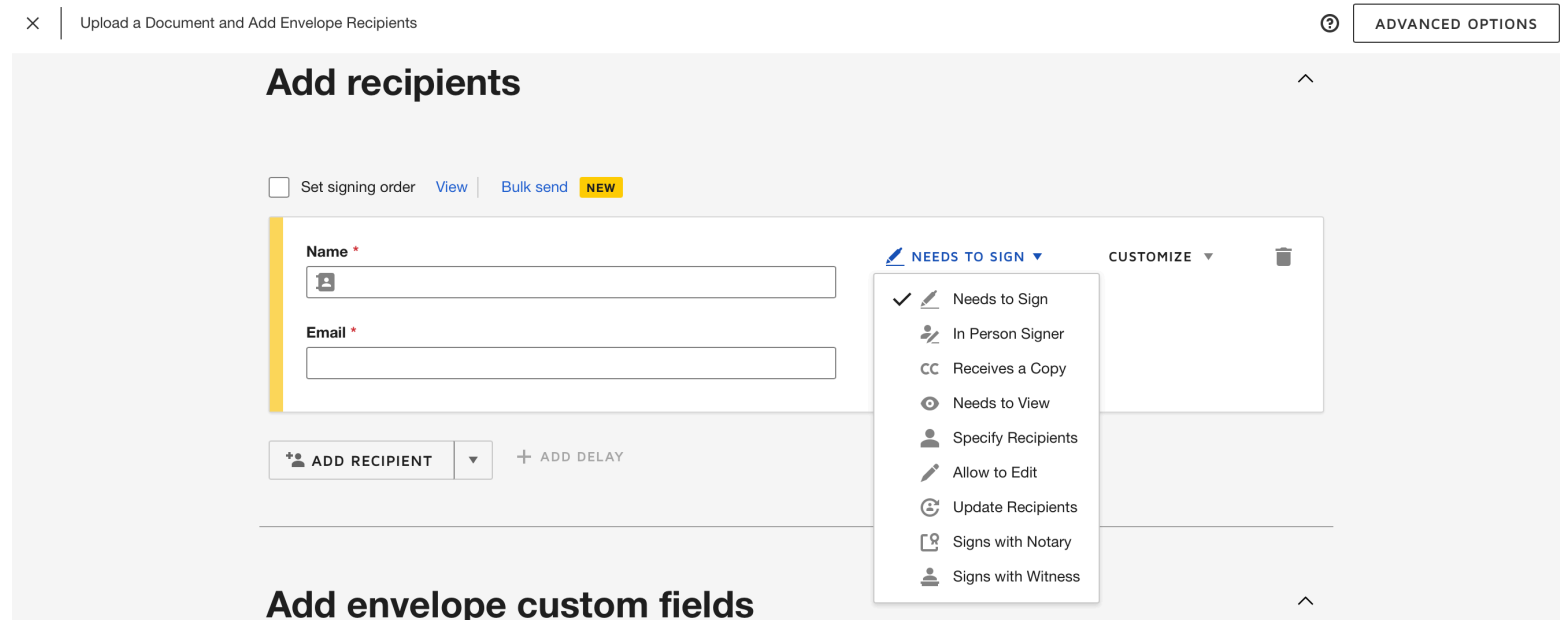 Upload a Document and Add Envelope Recipients
ADVANCED OPTIONS
Add recipients
Set signing order View Bulk send NEW
Name *
NEEDS TO SIGN
CUSTOMIZE
Email *
Needs to Sign
In Person Signer
CC Receives a Copy
Needs to View
Specify Recipients
Allow to Edit
Update Recipients
Signs with Notary
Signs with Witness
ADD RECIPIENT
ADD DELAY
Add envelope custom fields